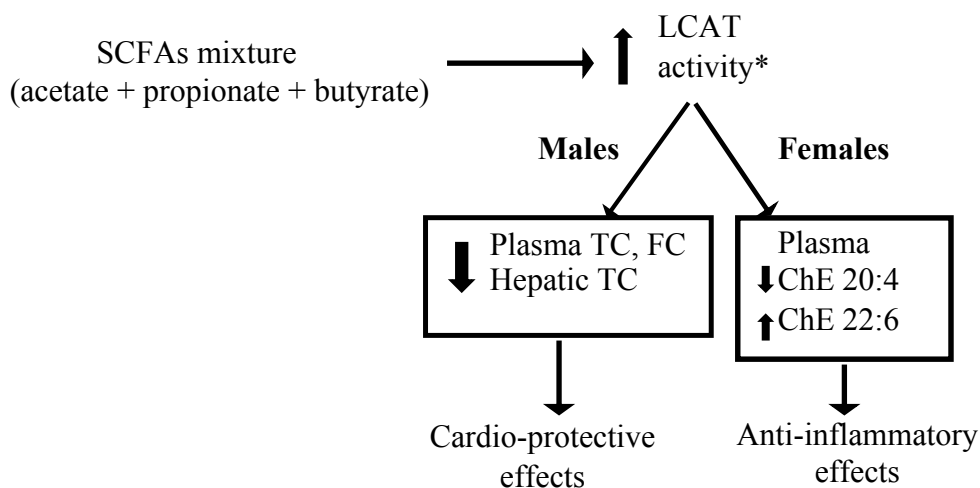 SCFAs mixture
(acetate + propionate + butyrate)
LCAT
activity*
Males
Females
Plasma TC, FC
Hepatic TC
Plasma
ChE 20:4
ChE 22:6
Cardio-protective
effects
Anti-inflammatory
effects